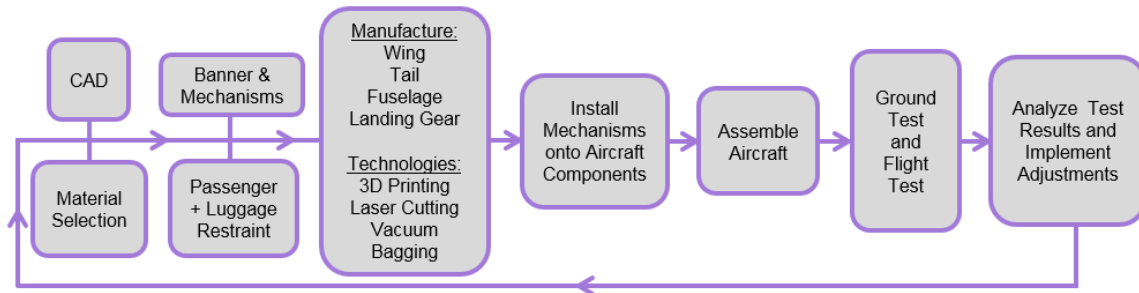 CAD
Material
Selection
Banner &
Mechanisms
Passenger
+ Luggage
Restraint
Manufacture:
Wing
Tail
Fuselage
Landing Gear
Technologies:
3D Printing
Laser Cutting
Vacuum
Bagging
Install
Mechanisms
onto Aircraft
Components
Assemble
Aircraft
Ground
Test
and
Flight
Test
Analyze Test
Results and
Implement
Adjustments